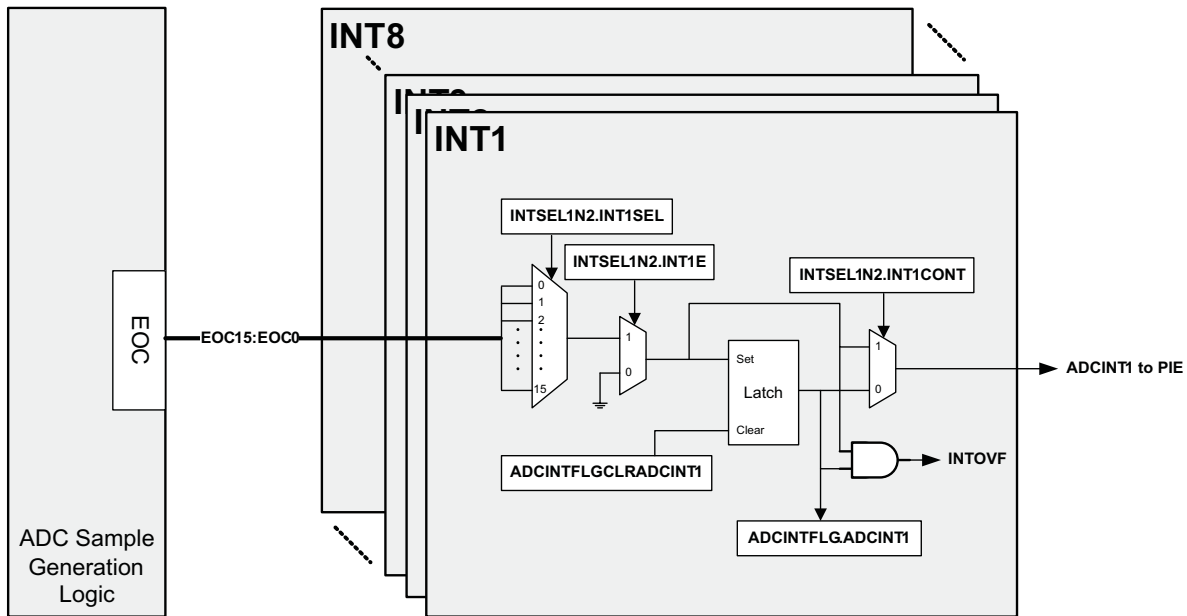 INT8
INT1
INTSEL1N2.INT1SEL
INTSEL1N2.INT1E
INTSEL1N2.INT1CONT
0
1
2
15
1
0
Set
Latch
Clear
1
0
EOC
EOC15:EOC0
ADCINT1 to PIE
ADCINTFLGCLRADCINT1
INTOVF
ADCINTFLG.ADCINT1
ADC Sample
Generation
Logic